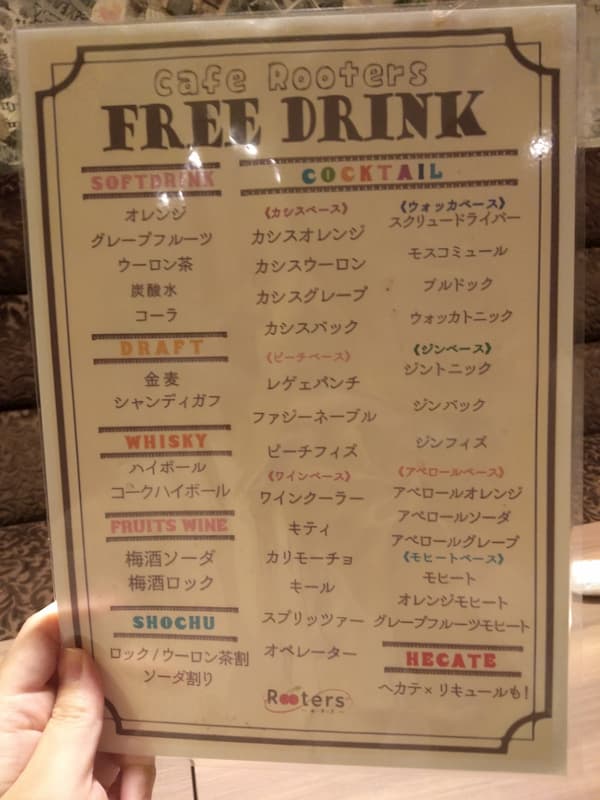 Cafe Rooters
FREE DRINK
SOFTDRINK
オレンジ
グレープフルーツ
ウーロン茶
炭酸水
コーラ
DRAFT
金麦
シャンディガフ
WHISKY
ハイボール
コークハイボール
FRUITS WINE
梅酒ソーダ
梅酒ロック
SHOCHU
ロック/ウーロン茶割
ソーダ割り
COCKTAIL
《カシスベース》
カシスオレンジ
カシスウーロン
カシスグレープ
カシスバック
《ピーチベース》
レゲェパンチ
ファジーネーブル
ピーチフィズ
《ワインベース》
ワインクーラー
キティ
カリモーチョ
キール
スプリッツァー
オペレーター
《ウォッカベース》
スクリュードライバー
モスコミュール
ブルドック
ウォッカトニック
《ジンベース》
ジントニック
ジンバック
ジンフィズ
《アペロールベース》
アペロールオレンジ
アペロールソーダ
アペロールグレープ
《モヒートベース》
モヒート
オレンジモヒート
グレープフルーツモヒート
HECATE
ヘカテ×リキュールも!
Rooters